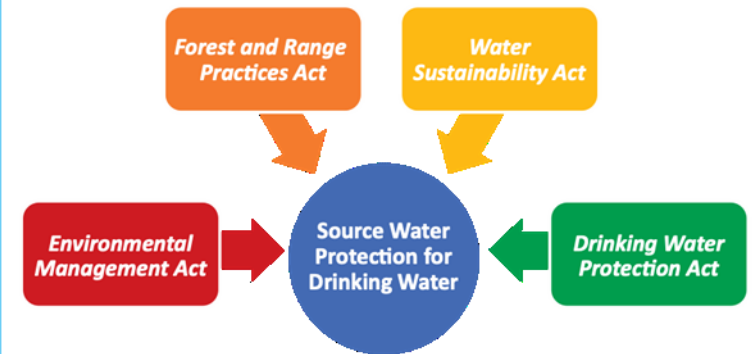 Forest and Range
Practices Act
Water
Sustainability Act
Environmental
Management Act
Source Water
Protection for
Drinking Water
Drinking Water
Protection Act